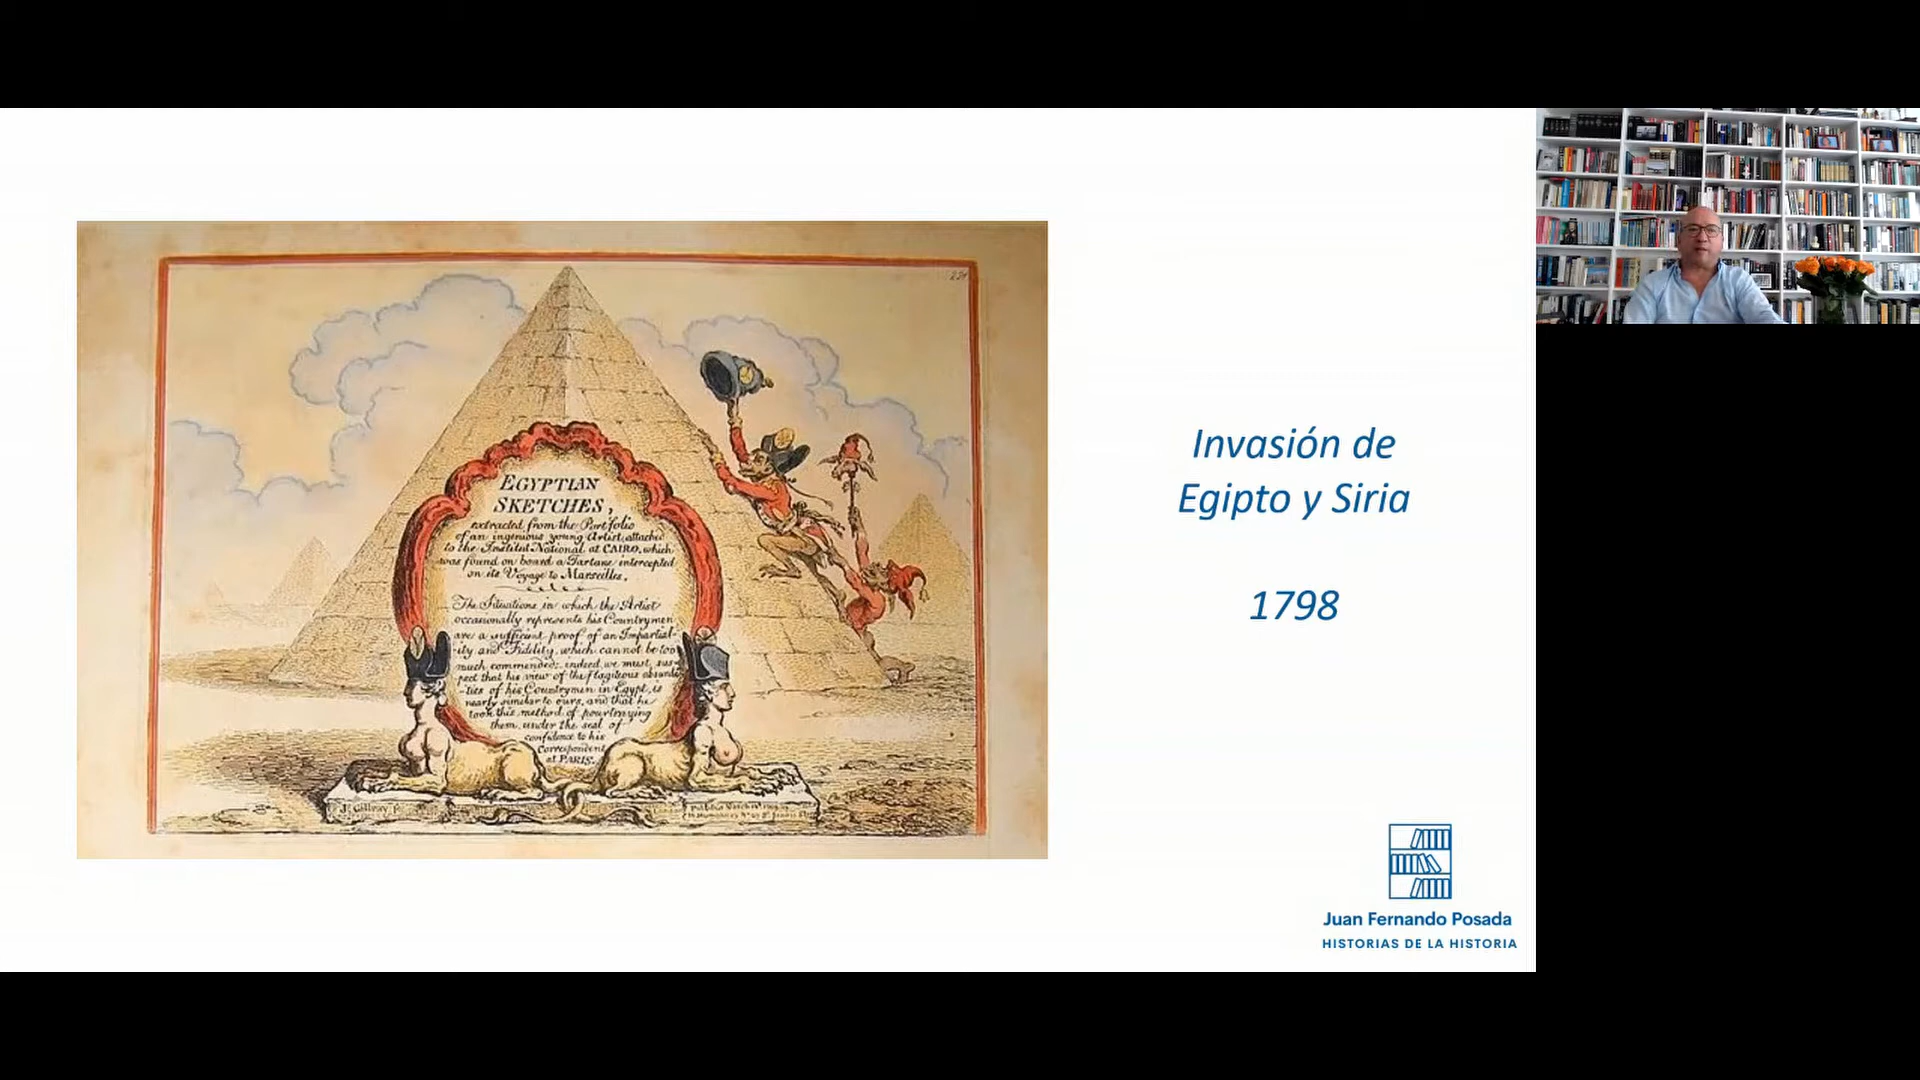 EGYPTIAN
SKETCHES,
extracted from the Portfolio
of an ingenious young Artist, attached
to the Institut National at CAIRO, which
was found on board a Tartane intercepted
on its Voyage to Marseilles.
The Situations in which the Artist
occasionally represents his Countrymen
are a sufficient proof of an Impartial-
ity and Fidelity, which cannot be too
much commended; indeed, we must sus-
pect that his view of the flagitious absurdi-
-ties of his Countrymen in Egypt, is
nearly similar to ours, and that he
took this method of pourtraying
them, under the seal of
confidence to his
Correspondent
at PARIS.
Js. Gillray
Invasión de
Egipto y Siria
1798
Juan Fernando Posada
HISTORIAS DE LA HISTORIA